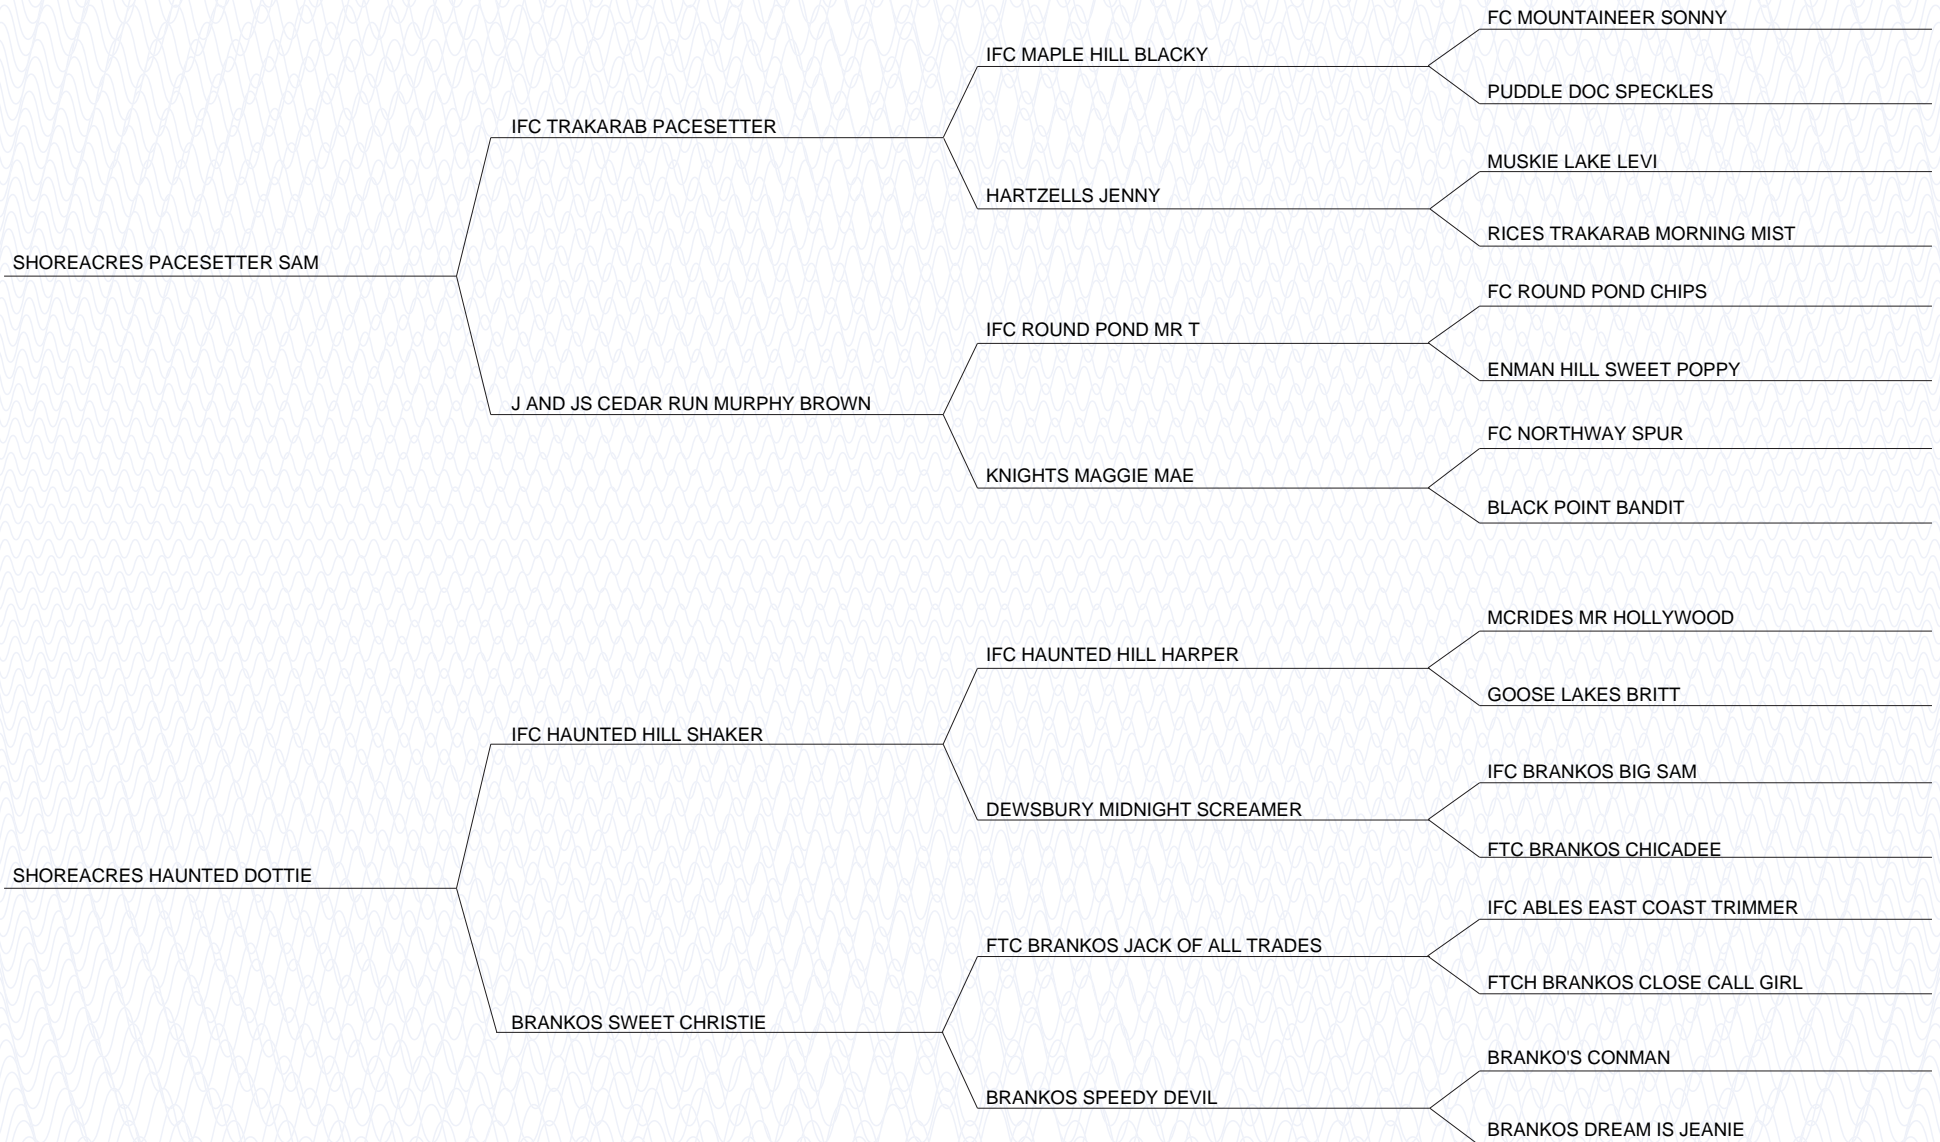 FC MOUNTAINEER SONNY
IFC MAPLE HILL BLACKY
PUDDLE DOC SPECKLES
IFC TRAKARAB PACESETTER
MUSKIE LAKE LEVI
HARTZELLS JENNY
RICES TRAKARAB MORNING MIST
SHOREACRES PACESETTER SAM
FC ROUND POND CHIPS
IFC ROUND POND MR T
ENMAN HILL SWEET POPPY
J AND JS CEDAR RUN MURPHY BROWN
FC NORTHWAY SPUR
KNIGHTS MAGGIE MAE
BLACK POINT BANDIT
MCRIDES MR HOLLYWOOD
IFC HAUNTED HILL HARPER
GOOSE LAKES BRITT
IFC HAUNTED HILL SHAKER
IFC BRANKOS BIG SAM
DEWSBURY MIDNIGHT SCREAMER
FTC BRANKOS CHICADEE
SHOREACRES HAUNTED DOTTIE
IFC ABLES EAST COAST TRIMMER
FTC BRANKOS JACK OF ALL TRADES
FTCH BRANKOS CLOSE CALL GIRL
BRANKOS SWEET CHRISTIE
BRANKO'S CONMAN
BRANKOS SPEEDY DEVIL
BRANKOS DREAM IS JEANIE